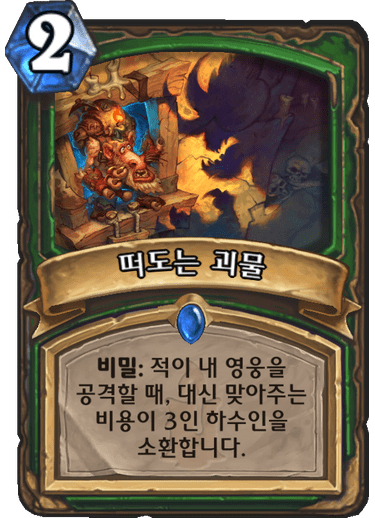 2
떠도는 괴물
비밀: 적이 내 영웅을
공격할 때, 대신 맞아주는
비용이 3인 하수인을
소환합니다.